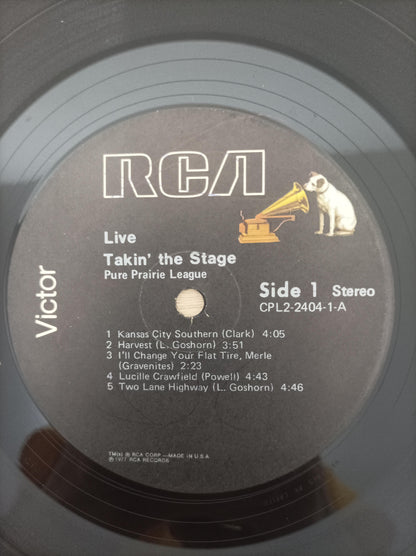 RCA
Victor
Live
Takin' the Stage
Pure Prairie League
Side 1 Stereo
CPL2-2404-1-A
1 Kansas City Southern (Clark) 4:05
2 Harvest (L. Goshorn) 3:51
3 I'll Change Your Flat Tire, Merle
(Gravenites) 2:23
4 Lucille Crawfield (Powell) 4:43
5 Two Lane Highway (L. Goshorn) 4:46
TM(s) ® RCA CORP.—MADE IN U.S.A.
℗ 1977 RCA RECORDS